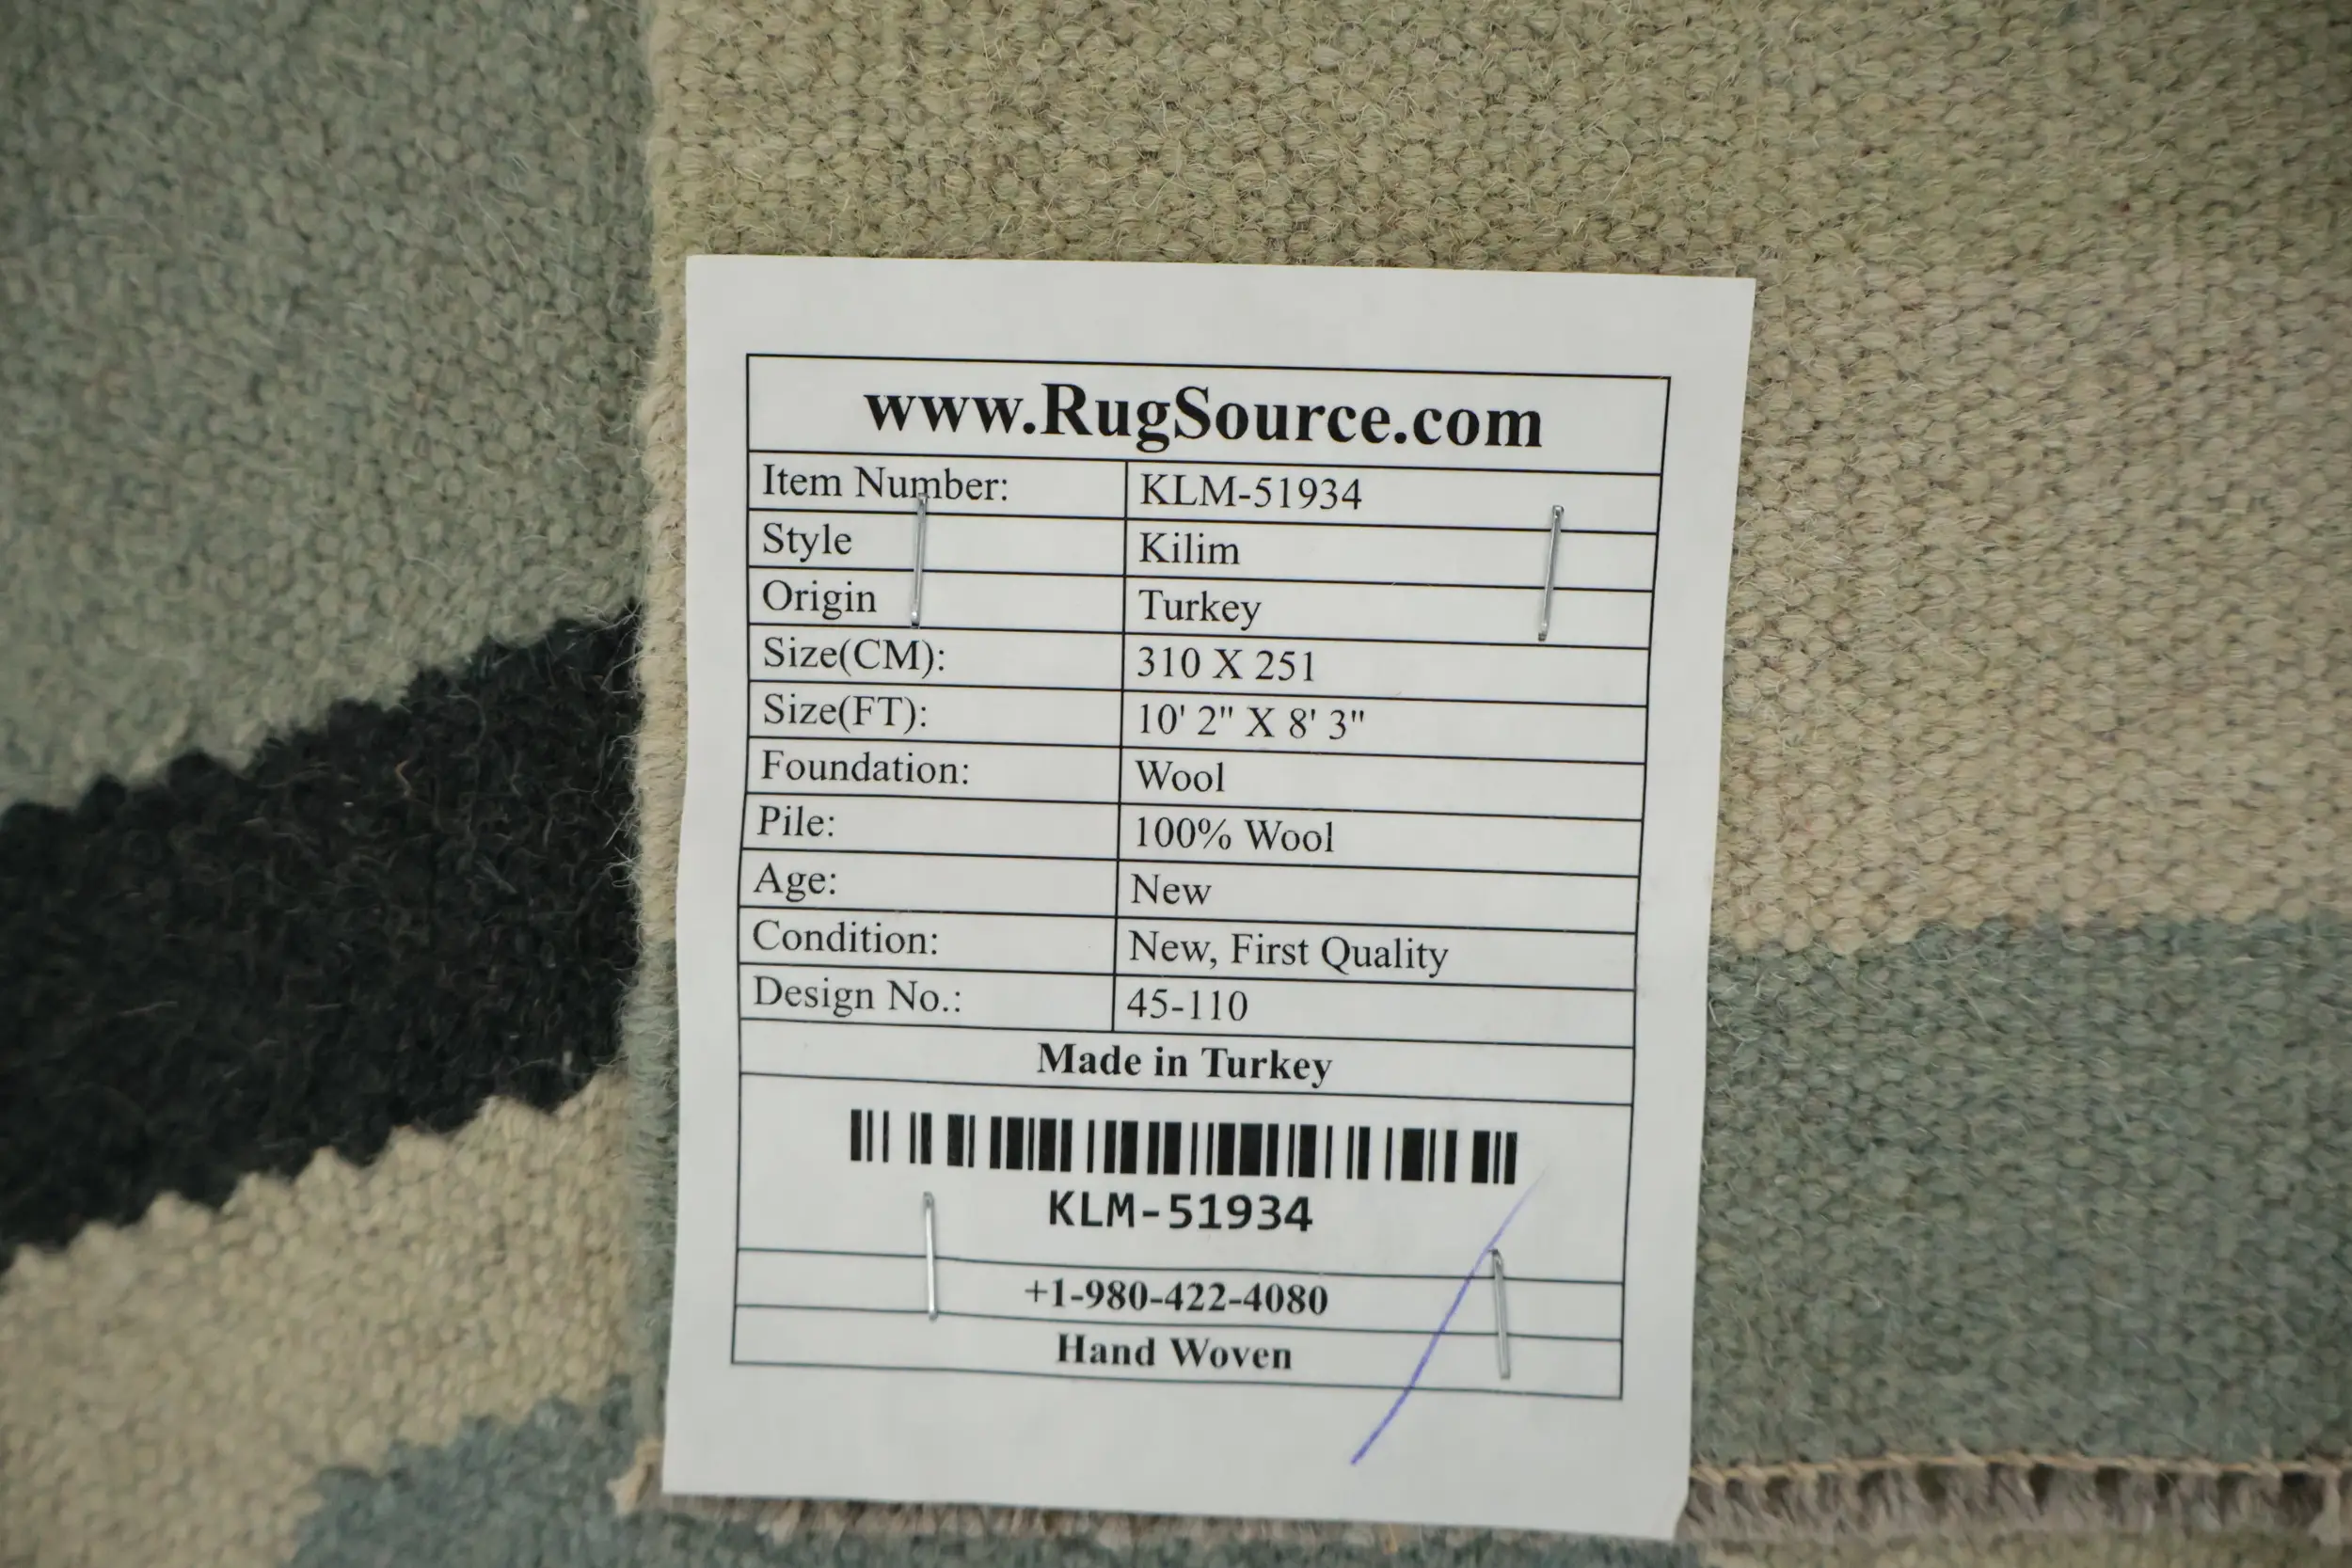 www.RugSource.com
Item Number: KLM-51934
Style Kilim
Origin Turkey
Size(CM): 310 X 251
Size(FT): 10' 2" X 8' 3"
Foundation: Wool
Pile: 100% Wool
Age: New
Condition: New, First Quality
Design No.: 45-110
Made in Turkey
KLM-51934
+1-980-422-4080
Hand Woven